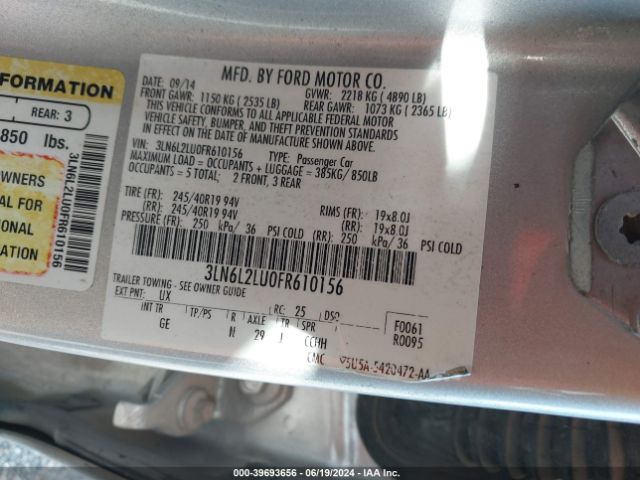 FORMATION
REAR: 3
850 lbs.
3LN6L2LU0FR610156
OWNERS
AL FOR
ONAL
MATION
MFD. BY FORD MOTOR CO.
DATE: 09/14 GVWR: 2218 KG ( 4890 LB)
FRONT GAWR: 1150 KG ( 2535 LB) REAR GAWR: 1073 KG ( 2365 LB)
THIS VEHICLE CONFORMS TO ALL APPLICABLE FEDERAL MOTOR
VEHICLE SAFETY, BUMPER, AND THEFT PREVENTION STANDARDS
IN EFFECT ON THE DATE OF MANUFACTURE SHOWN ABOVE.
VIN: 3LN6L2LU0FR610156 TYPE: Passenger Car
MAXIMUM LOAD = OCCUPANTS + LUGGAGE = 385KG/ 850LB
OCCUPANTS = 5 TOTAL; 2 FRONT, 3 REAR
TIRE (FR): 245/40R19 94V RIMS (FR): 19x8.0J
(RR): 245/40R19 94V (RR): 19x8.0J
PRESSURE (FR): 250 kPa/ 36 PSI COLD (RR): 250 kPa/36 PSI COLD
3LN6L2LU0FR610156
TRAILER TOWING - SEE OWNER GUIDE
EXT PNT: UX RC: 25 DSO
INT TR TP/PS R AXLE TR SPR F0061
GE N 29 J CCHH R0095
CMC 5U5A-5420472-AA
000-39693656 / 06/19/2024 / IAA Inc.